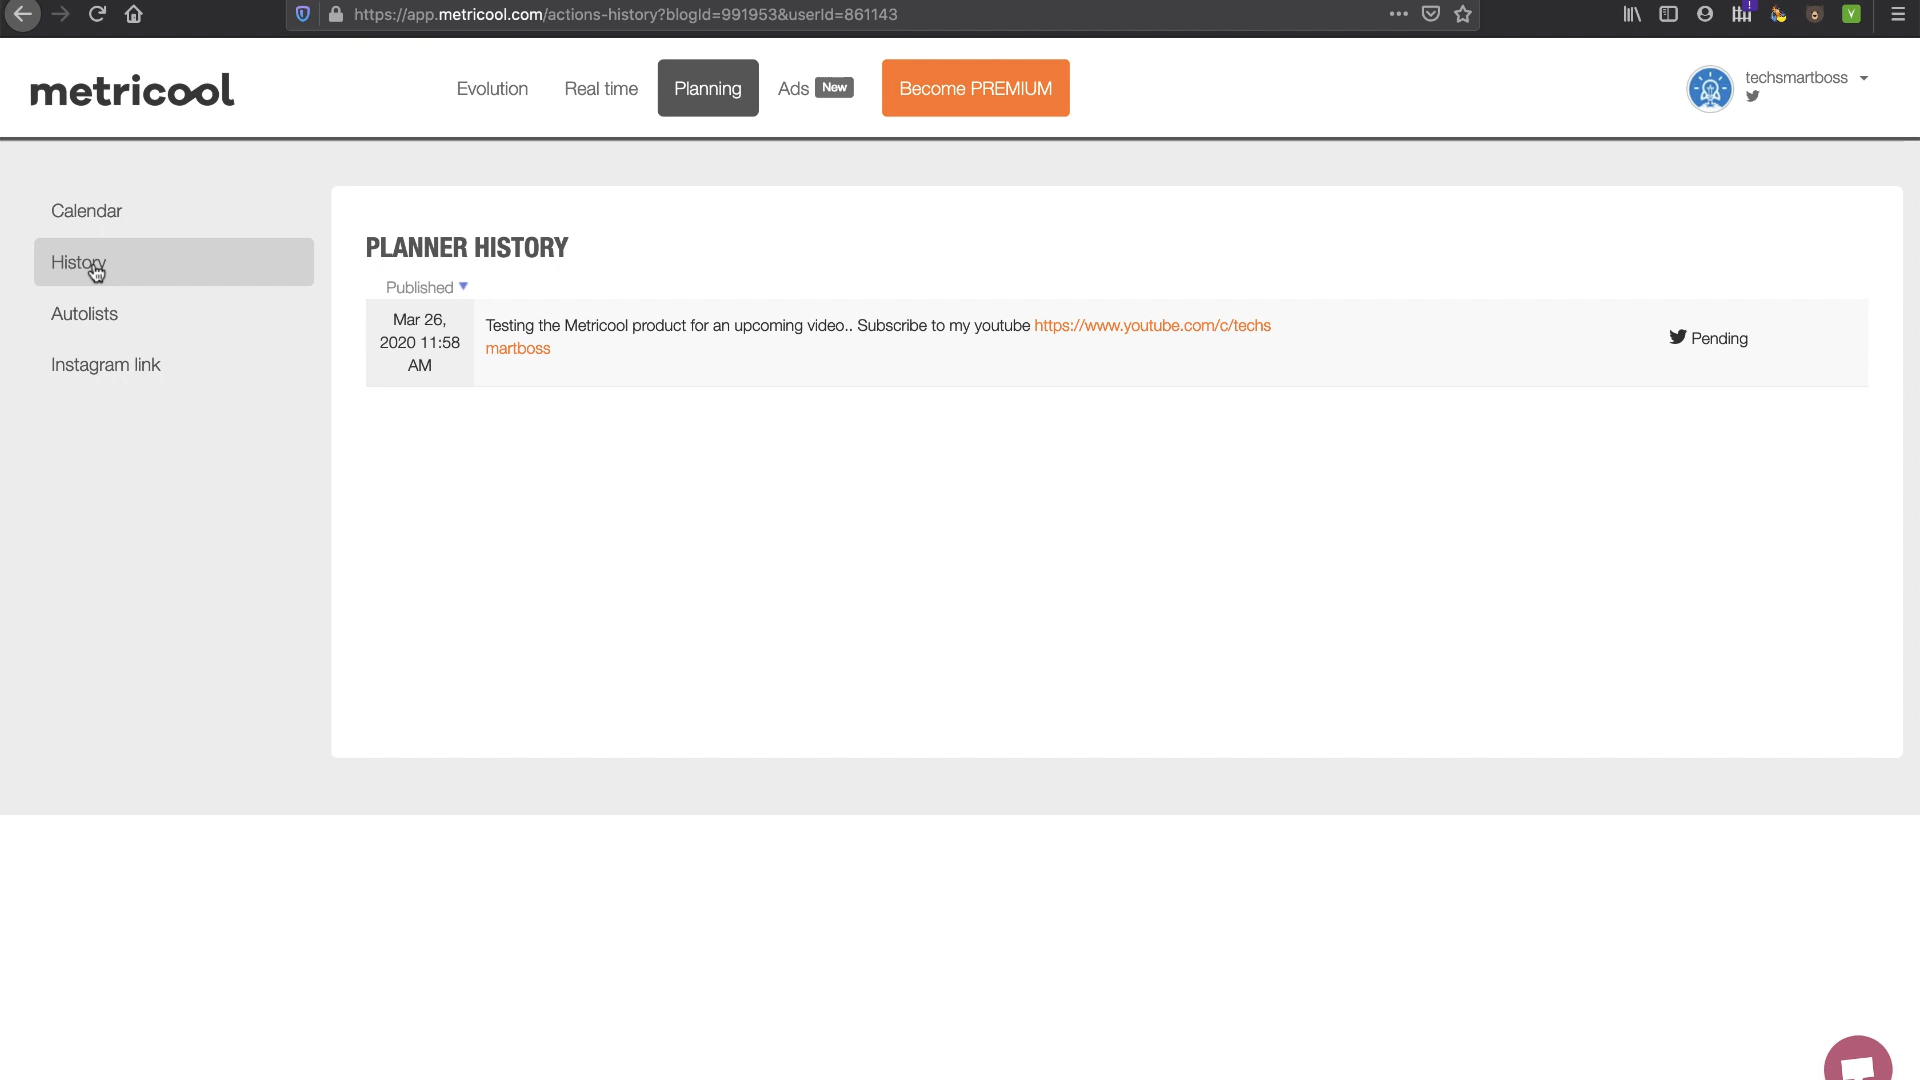 https://app.metricool.com/actions-history?blogId=991953&userId=861143
metricool
Evolution
Real time
Planning
Ads New
Become PREMIUM
techsmartboss
Calendar
History
Autolists
Instagram link
PLANNER HISTORY
Published
Mar 26,
2020 11:58
AM
Testing the Metricool product for an upcoming video.. Subscribe to my youtube https://www.youtube.com/c/techs
martboss
Pending